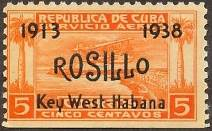 REPUBLICA DE CUBA
SERVICIO AEREO
1913 1938
ROSILLO
Key West Habana
5 5
CINCO CENTAVOS